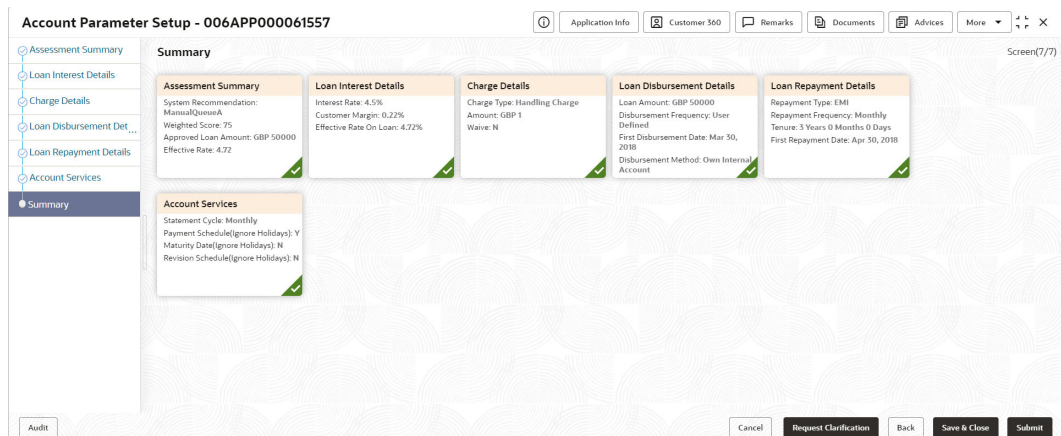 Account Parameter Setup - 006APP000061557
Application Info
Customer 360
Remarks
Documents
Advices
More
Assessment Summary
Loan Interest Details
Charge Details
Loan Disbursement Det...
Loan Repayment Details
Account Services
Summary
Summary
Screen(7/7)
Assessment Summary
System Recommendation:
ManualQueueA
Weighted Score: 75
Approved Loan Amount: GBP 50000
Effective Rate: 4.72
Loan Interest Details
Interest Rate: 4.5%
Customer Margin: 0.22%
Effective Rate On Loan: 4.72%
Charge Details
Charge Type: Handling Charge
Amount: GBP 1
Waive: N
Loan Disbursement Details
Loan Amount: GBP 50000
Disbursement Frequency: User
Defined
First Disbursement Date: Mar 30,
2018
Disbursement Method: Own Internal
Account
Loan Repayment Details
Repayment Type: EMI
Repayment Frequency: Monthly
Tenure: 3 Years 0 Months 0 Days
First Repayment Date: Apr 30, 2018
Account Services
Statement Cycle: Monthly
Payment Schedule(Ignore Holidays): Y
Maturity Date(Ignore Holidays): N
Revision Schedule(Ignore Holidays): N
Audit
Cancel
Request Clarification
Back
Save & Close
Submit